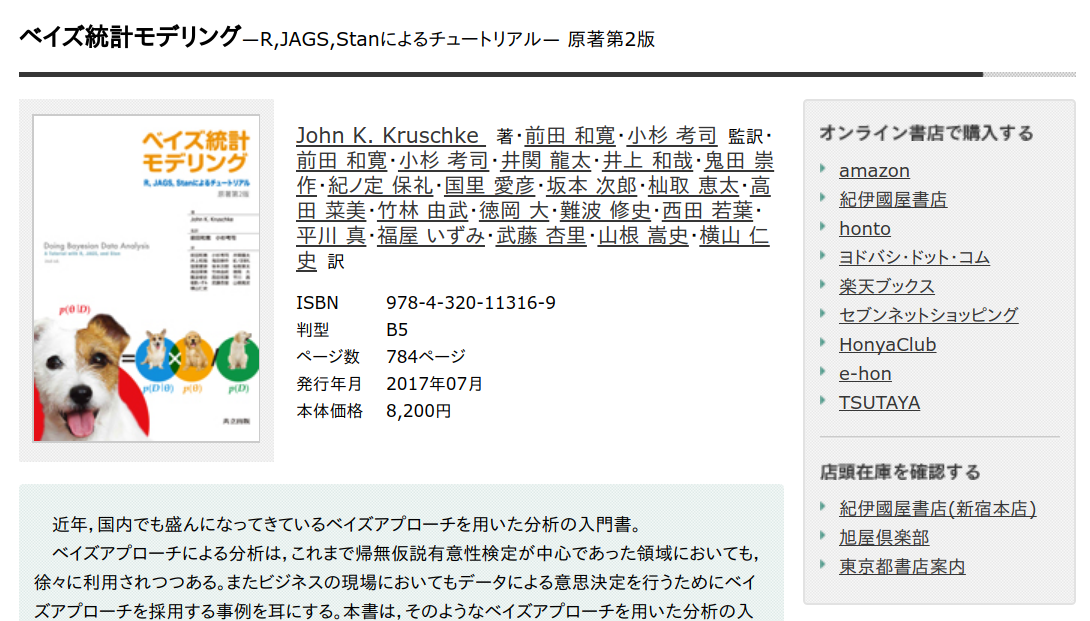 ベイズ統計モデリング―R,JAGS,Stanによるチュートリアル― 原著第2版
ベイズ統計
モデリング
R, JAGS, Stanによるチュートリアル
原著第2版
John K. Kruschke
Doing Bayesian Data Analysis
A Tutorial with R, JAGS, and Stan
p(θ|D)
=
×
/
p(D|θ)
p(θ)
p(D)
共立出版
John K. Kruschke 著・前田 和寛・小杉 考司 監訳・
前田 和寛・小杉 考司・井関 龍太・井上 和哉・鬼田 崇
作・紀ノ定 保礼・国里 愛彦・坂本 次郎・杣取 恵太・高
田 菜美・竹林 由武・徳岡 大・難波 修史・西田 若葉・
平川 真・福屋 いずみ・武藤 杏里・山根 嵩史・横山 仁
史 訳
ISBN 978-4-320-11316-9
判型 B5
ページ数 784ページ
発行年月 2017年07月
本体価格 8,200円
近年,国内でも盛んになってきているベイズアプローチを用いた分析の入門書。
ベイズアプローチによる分析は,これまで帰無仮説有意性検定が中心であった領域においても,
徐々に利用されつつある。またビジネスの現場においてもデータによる意思決定を行うためにベイ
ズアプローチを採用する事例を耳にする。本書は,そのようなベイズアプローチを用いた分析の入
オンライン書店で購入する
amazon
紀伊國屋書店
honto
ヨドバシ・ドット・コム
楽天ブックス
セブンネットショッピング
HonyaClub
e-hon
TSUTAYA
店頭在庫を確認する
紀伊國屋書店(新宿本店)
旭屋倶楽部
東京都書店案内